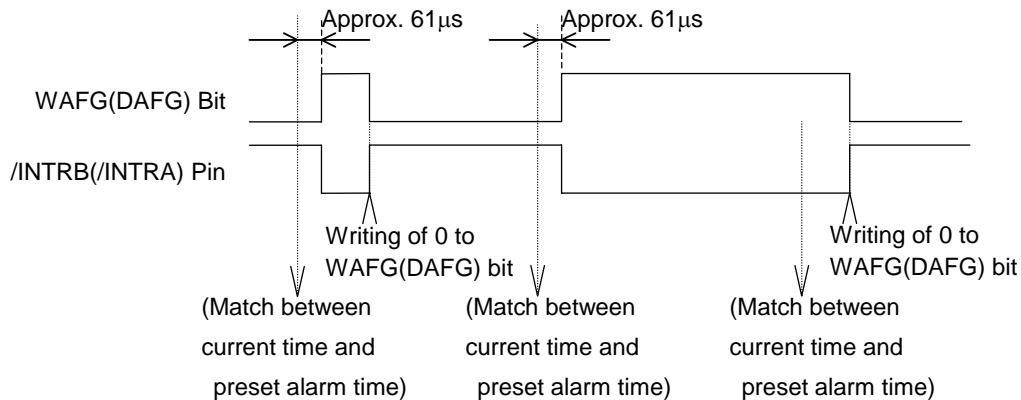 Approx. 61μs
Approx. 61μs
WAFG(DAFG) Bit
/INTRB(/INTRA) Pin
Writing of 0 to
WAFG(DAFG) bit
Writing of 0 to
WAFG(DAFG) bit
(Match between
current time and
preset alarm time)
(Match between
current time and
preset alarm time)
(Match between
current time and
preset alarm time)